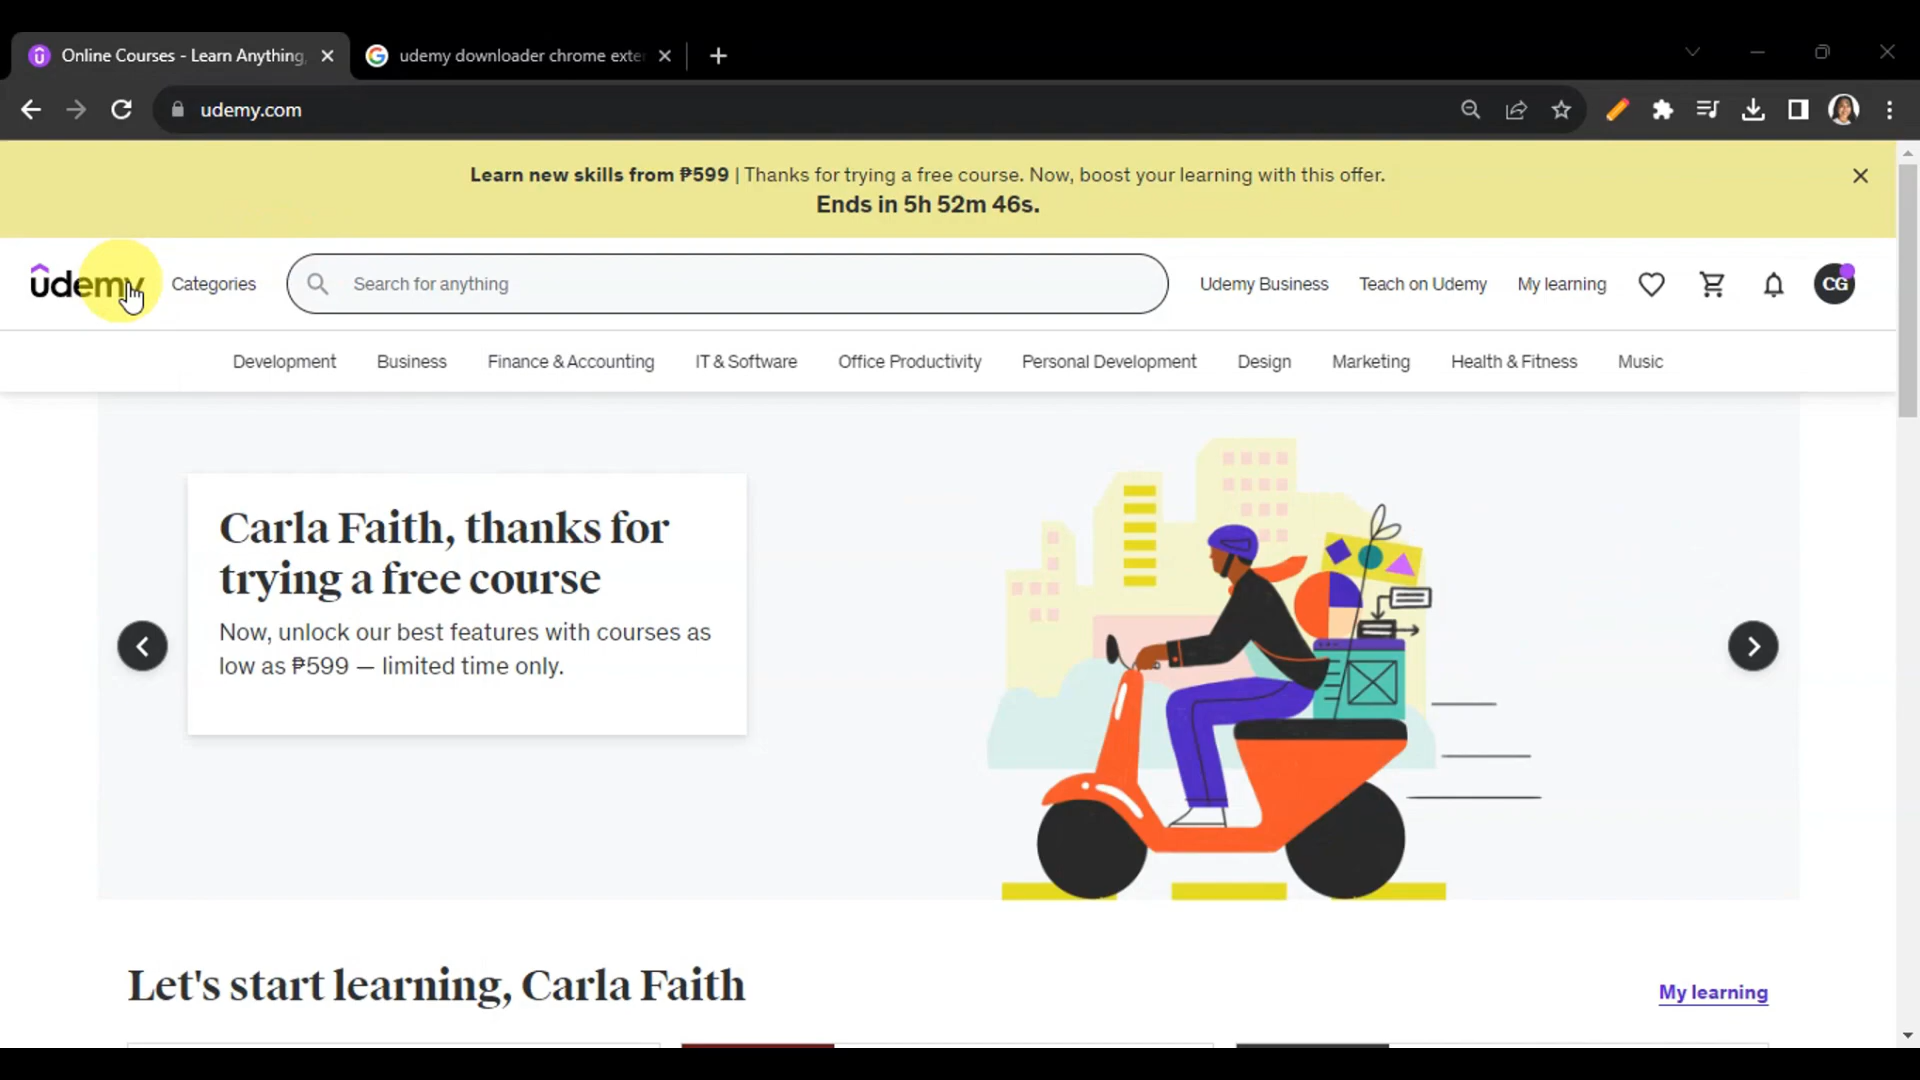 Online Courses - Learn Anything,
udemy downloader chrome exte
udemy.com
Learn new skills from ₱599 | Thanks for trying a free course. Now, boost your learning with this offer.
Ends in 5h 52m 46s.
udemy
Categories
Search for anything
Udemy Business
Teach on Udemy
My learning
CG
Development
Business
Finance & Accounting
IT & Software
Office Productivity
Personal Development
Design
Marketing
Health & Fitness
Music
Carla Faith, thanks for
trying a free course
Now, unlock our best features with courses as
low as ₱599 — limited time only.
Let's start learning, Carla Faith
My learning